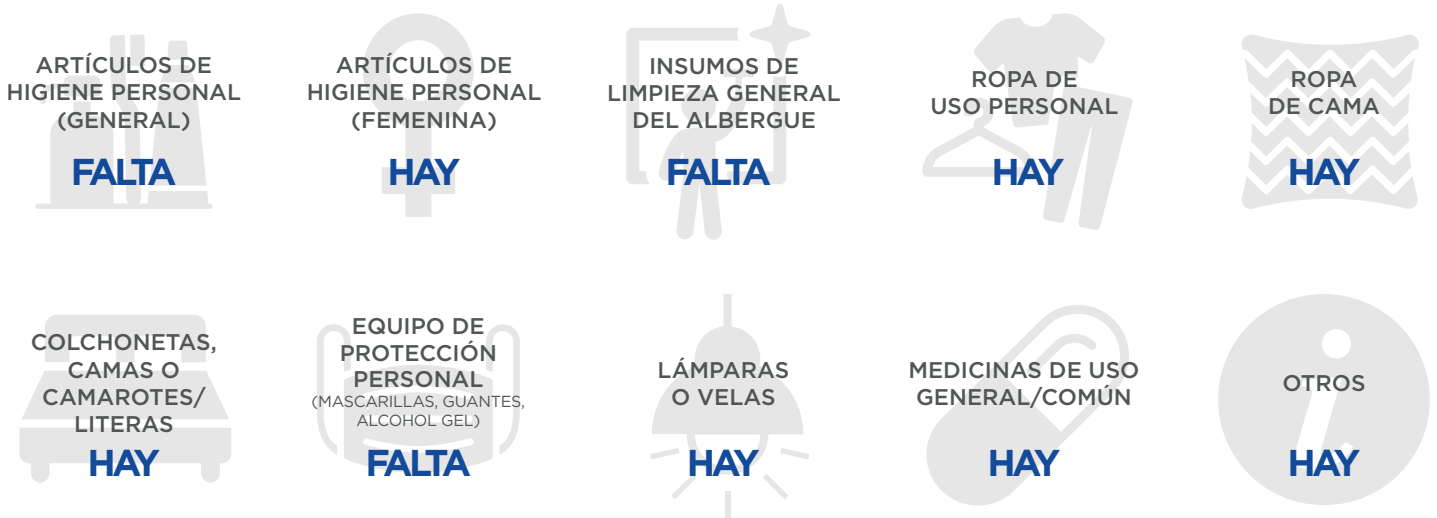 ARTÍCULOS DE
HIGIENE PERSONAL
(GENERAL)
FALTA
ARTÍCULOS DE
HIGIENE PERSONAL
(FEMENINA)
HAY
INSUMOS DE
LIMPIEZA GENERAL
DEL ALBERGUE
FALTA
ROPA DE
USO PERSONAL
HAY
ROPA
DE CAMA
HAY
COLCHONETAS,
CAMAS O
CAMAROTES/
LITERAS
HAY
EQUIPO DE
PROTECCIÓN
PERSONAL
(MASCARILLAS, GUANTES,
ALCOHOL GEL)
FALTA
LÁMPARAS
O VELAS
HAY
MEDICINAS DE USO
GENERAL/COMÚN
HAY
OTROS
HAY